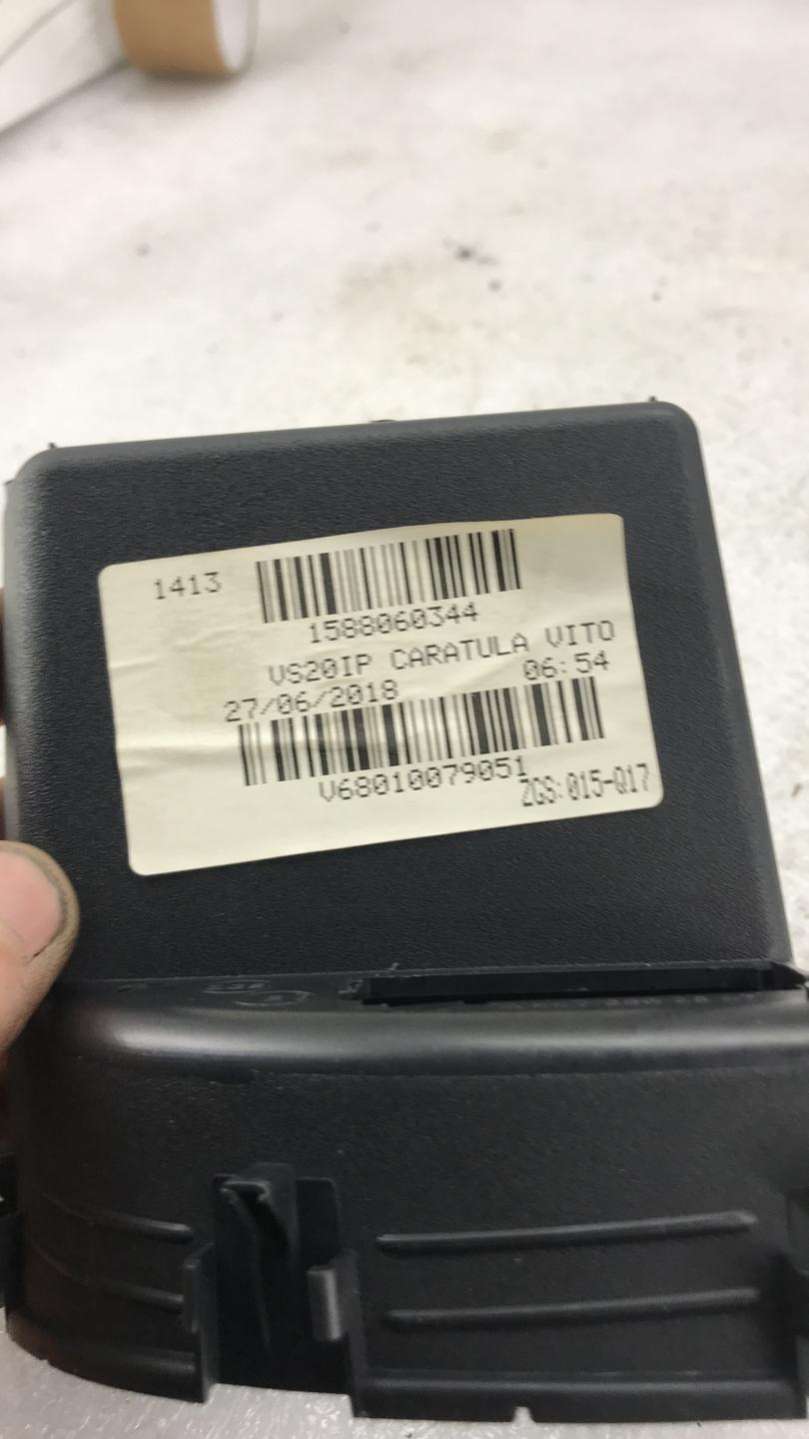 1413
1588060344
VS20IP CARATULA VITO
27/06/2018 06:54
V68010079051
ZGS:015-Q17